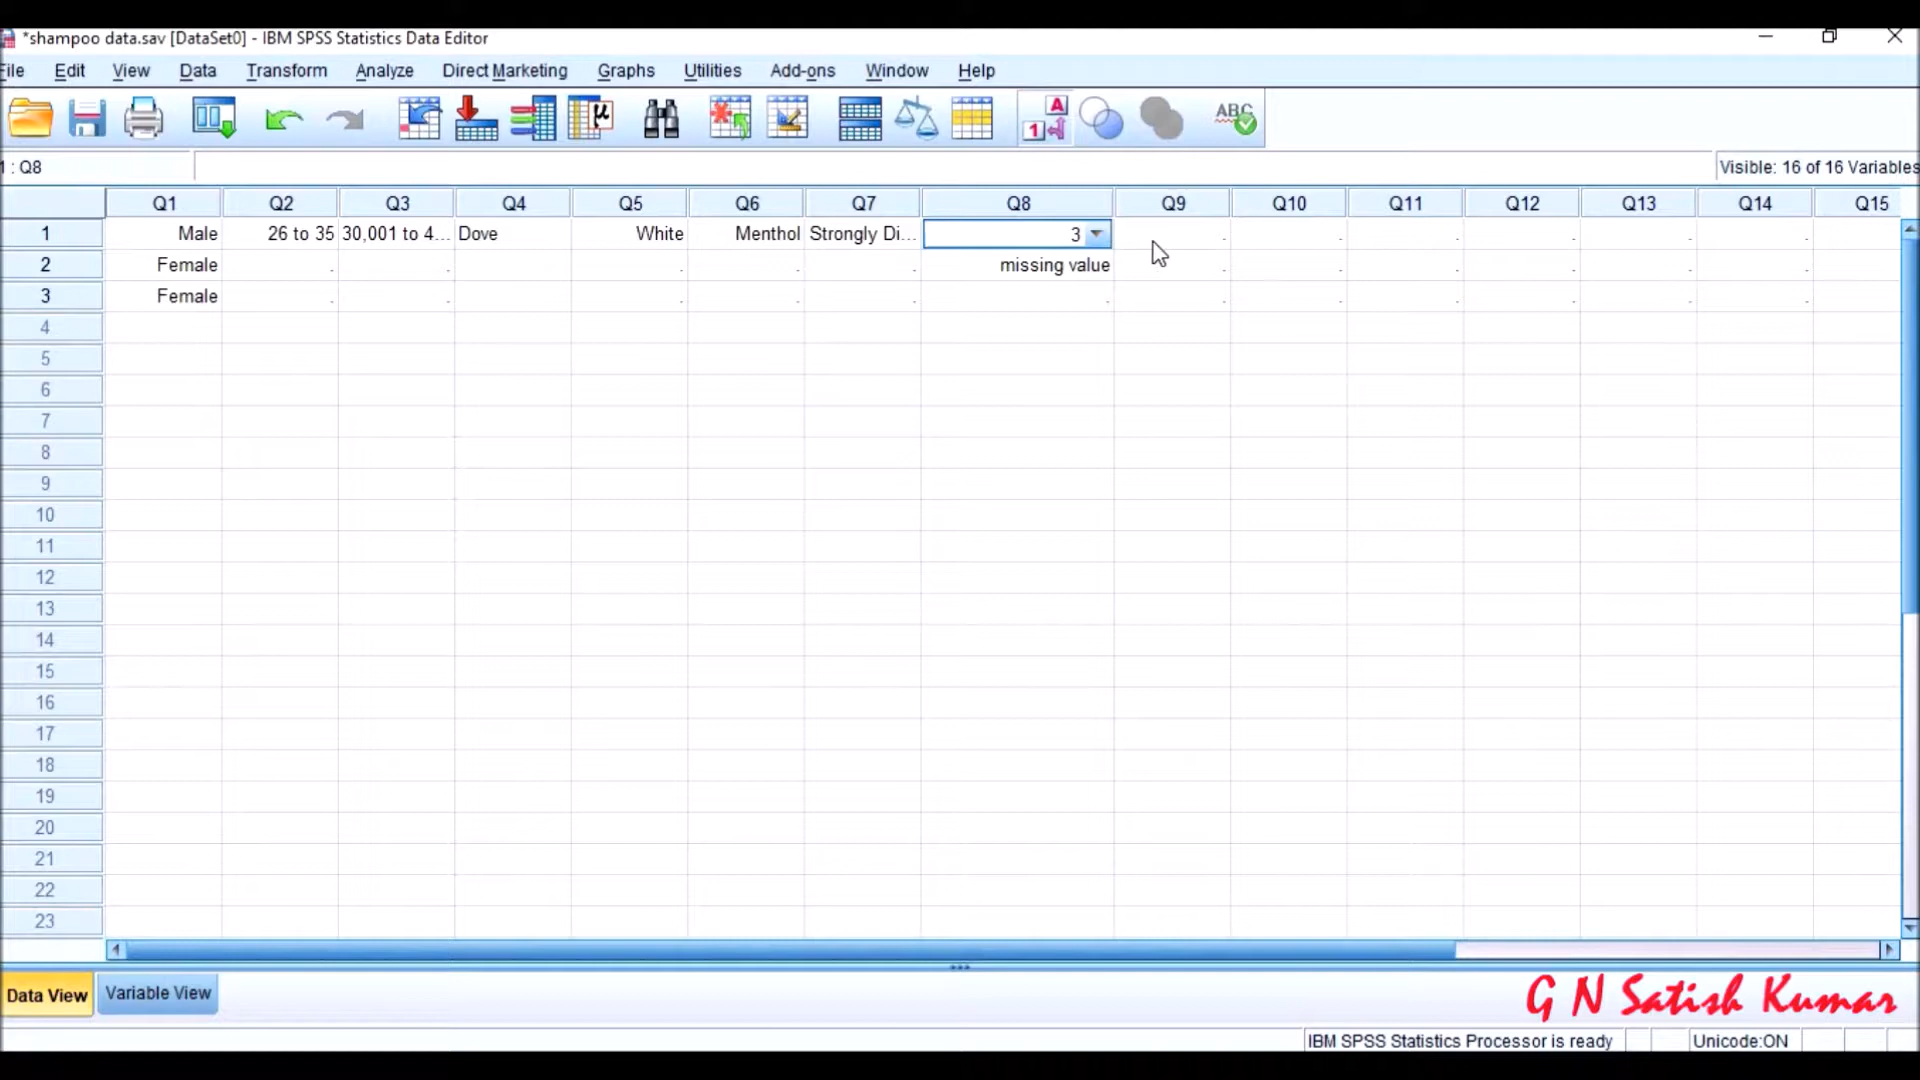 *shampoo data.sav [DataSet0] - IBM SPSS Statistics Data Editor
File Edit View Data Transform Analyze Direct Marketing Graphs Utilities Add-ons Window Help
1 : Q8
Visible: 16 of 16 Variables
Q1 Q2 Q3 Q4 Q5 Q6 Q7 Q8 Q9 Q10 Q11 Q12 Q13 Q14 Q15
1 Male 26 to 35 30,001 to 4... Dove White Menthol Strongly Di... 3 . . . . . .
2 Female . . . . . missing value . . . . . .
3 Female . . . . . . . . . . . .
4
5
6
7
8
9
10
11
12
13
14
15
16
17
18
19
20
21
22
23
Data View Variable View
G N Satish Kumar
IBM SPSS Statistics Processor is ready Unicode:ON